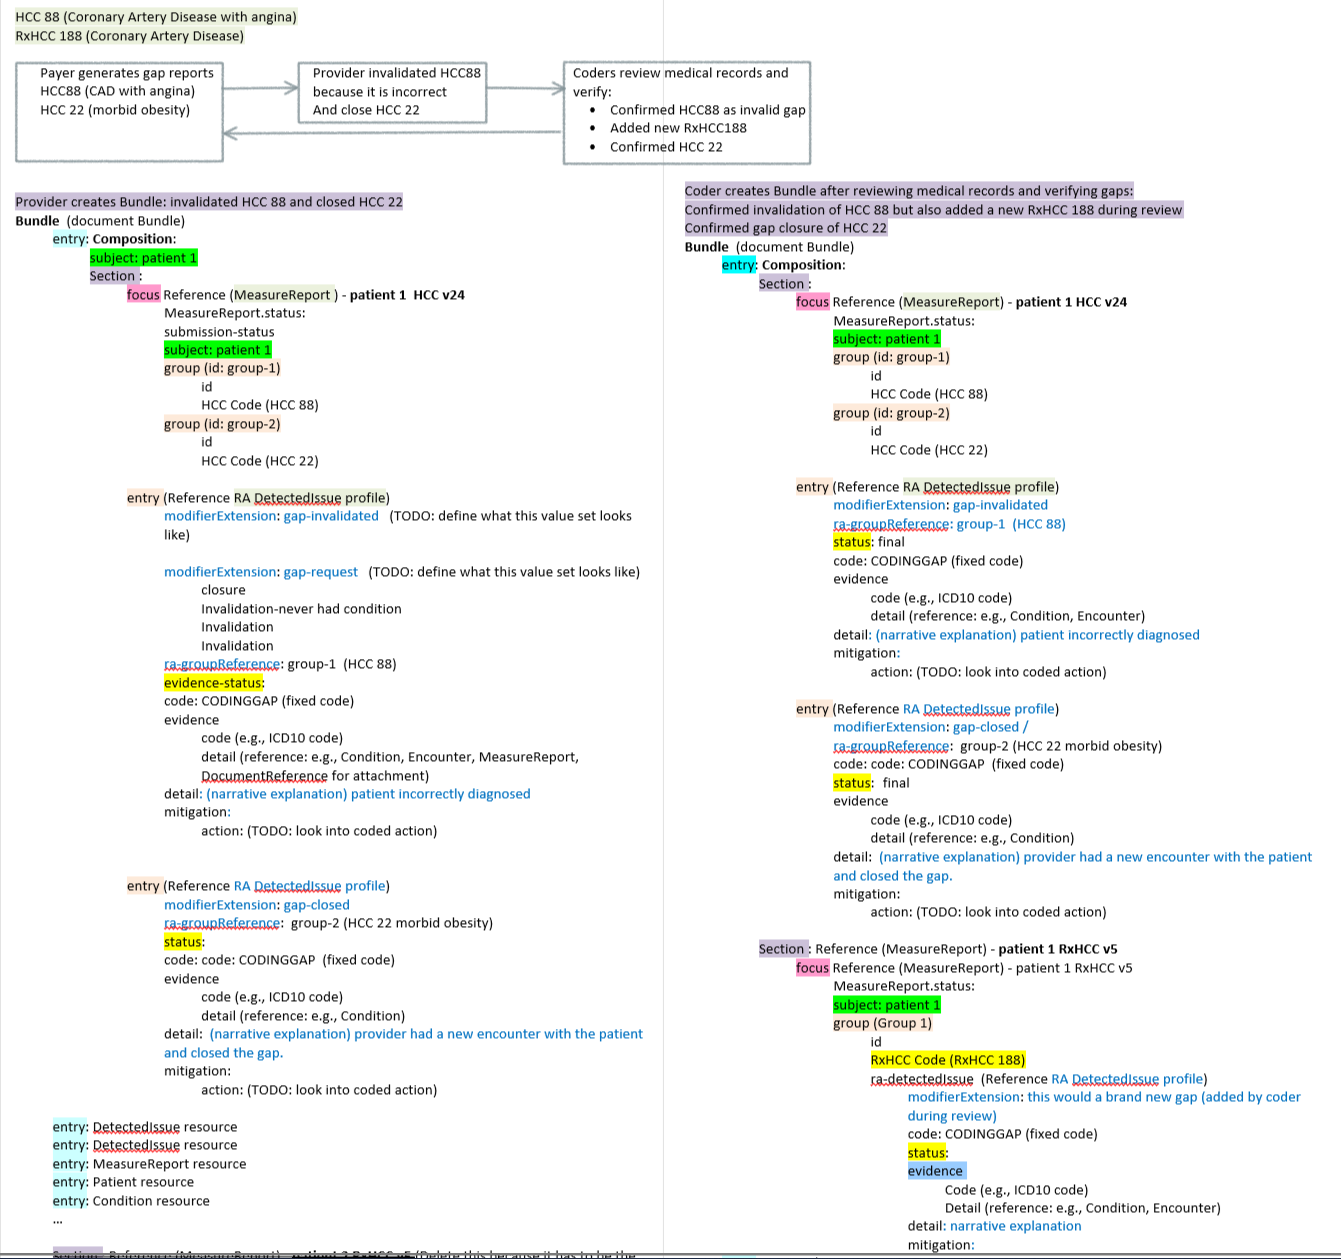 HCC 88 (Coronary Artery Disease with angina)
RxHCC 188 (Coronary Artery Disease)
Payer generates gap reports
HCC88 (CAD with angina)
HCC 22 (morbid obesity)
Provider invalidated HCC88
because it is incorrect
And close HCC 22
Coders review medical records and
verify:
• Confirmed HCC88 as invalid gap
• Added new RxHCC188
• Confirmed HCC 22
Provider creates Bundle: invalidated HCC 88 and closed HCC 22
Bundle (document Bundle)
entry: Composition:
subject: patient 1
Section :
focus Reference (MeasureReport ) - patient 1 HCC v24
MeasureReport.status:
submission-status
subject: patient 1
group (id: group-1)
id
HCC Code (HCC 88)
group (id: group-2)
id
HCC Code (HCC 22)
entry (Reference RA DetectedIssue profile)
modifierExtension: gap-invalidated (TODO: define what this value set looks
like)
modifierExtension: gap-request (TODO: define what this value set looks like)
closure
Invalidation-never had condition
Invalidation
Invalidation
ra-groupReference: group-1 (HCC 88)
evidence-status:
code: CODINGGAP (fixed code)
evidence
code (e.g., ICD10 code)
detail (reference: e.g., Condition, Encounter, MeasureReport,
DocumentReference for attachment)
detail: (narrative explanation) patient incorrectly diagnosed
mitigation:
action: (TODO: look into coded action)
entry (Reference RA DetectedIssue profile)
modifierExtension: gap-closed
ra-groupReference: group-2 (HCC 22 morbid obesity)
status:
code: code: CODINGGAP (fixed code)
evidence
code (e.g., ICD10 code)
detail (reference: e.g., Condition)
detail: (narrative explanation) provider had a new encounter with the patient
and closed the gap.
mitigation:
action: (TODO: look into coded action)
entry: DetectedIssue resource
entry: DetectedIssue resource
entry: MeasureReport resource
entry: Patient resource
entry: Condition resource
...
Coder creates Bundle after reviewing medical records and verifying gaps:
Confirmed invalidation of HCC 88 but also added a new RxHCC 188 during review
Confirmed gap closure of HCC 22
Bundle (document Bundle)
entry: Composition:
Section :
focus Reference (MeasureReport) - patient 1 HCC v24
MeasureReport.status:
subject: patient 1
group (id: group-1)
id
HCC Code (HCC 88)
group (id: group-2)
id
HCC Code (HCC 22)
entry (Reference RA DetectedIssue profile)
modifierExtension: gap-invalidated
ra-groupReference: group-1 (HCC 88)
status: final
code: CODINGGAP (fixed code)
evidence
code (e.g., ICD10 code)
detail (reference: e.g., Condition, Encounter)
detail: (narrative explanation) patient incorrectly diagnosed
mitigation:
action: (TODO: look into coded action)
entry (Reference RA DetectedIssue profile)
modifierExtension: gap-closed /
ra-groupReference: group-2 (HCC 22 morbid obesity)
code: code: CODINGGAP (fixed code)
status: final
evidence
code (e.g., ICD10 code)
detail (reference: e.g., Condition)
detail: (narrative explanation) provider had a new encounter with the patient
and closed the gap.
mitigation:
action: (TODO: look into coded action)
Section : Reference (MeasureReport) - patient 1 RxHCC v5
focus Reference (MeasureReport) - patient 1 RxHCC v5
MeasureReport.status:
subject: patient 1
group (Group 1)
id
RxHCC Code (RxHCC 188)
ra-detectedIssue (Reference RA DetectedIssue profile)
modifierExtension: this would a brand new gap (added by coder
during review)
code: CODINGGAP (fixed code)
status:
evidence
Code (e.g., ICD10 code)
Detail (reference: e.g., Condition, Encounter)
detail: narrative explanation
mitigation: